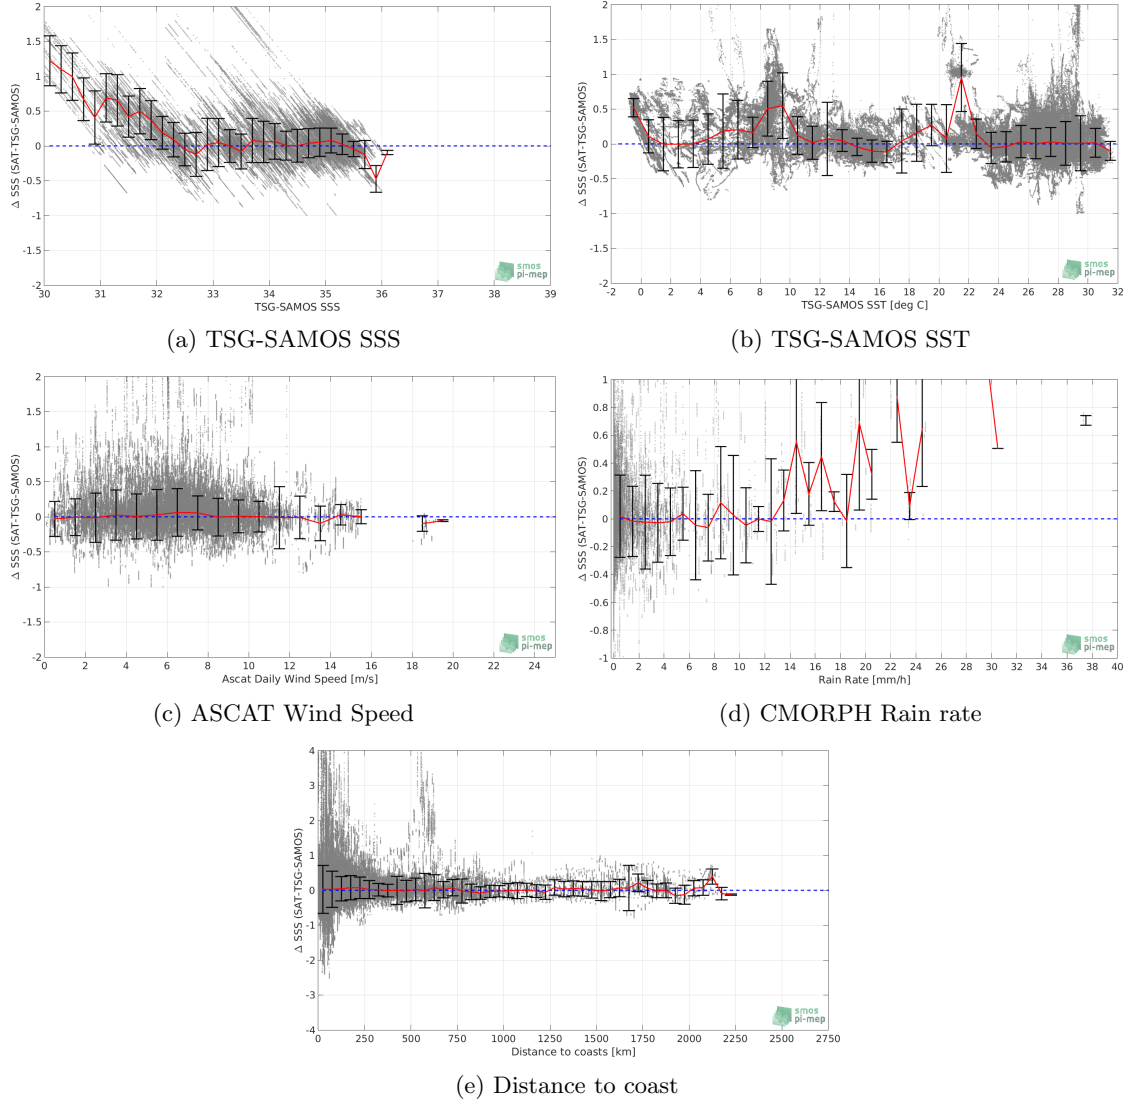 2
1.5
1
0.5
0
-0.5
-1
-1.5
-2
Δ SSS (SAT-TSG-SAMOS)
30 31 32 33 34 35 36 37 38 39
TSG-SAMOS SSS
smos
pi-mep
(a) TSG-SAMOS SSS
2
1.5
1
0.5
0
-0.5
-1
-1.5
-2
Δ SSS (SAT-TSG-SAMOS)
-2 0 2 4 6 8 10 12 14 16 18 20 22 24 26 28 30 32
TSG-SAMOS SST [deg C]
smos
pi-mep
(b) TSG-SAMOS SST
2
1.5
1
0.5
0
-0.5
-1
-1.5
-2
Δ SSS (SAT-TSG-SAMOS)
0 2 4 6 8 10 12 14 16 18 20 22 24
Ascat Daily Wind Speed [m/s]
smos
pi-mep
(c) ASCAT Wind Speed
1
0.8
0.6
0.4
0.2
0
-0.2
-0.4
-0.6
-0.8
-1
Δ SSS (SAT-TSG-SAMOS)
0 2 4 6 8 10 12 14 16 18 20 22 24 26 28 30 32 34 36 38 40
Rain Rate [mm/h]
smos
pi-mep
(d) CMORPH Rain rate
4
3
2
1
0
-1
-2
-3
-4
Δ SSS (SAT-TSG-SAMOS)
0 250 500 750 1000 1250 1500 1750 2000 2250 2500 2750
Distance to coasts [km]
smos
pi-mep
(e) Distance to coast